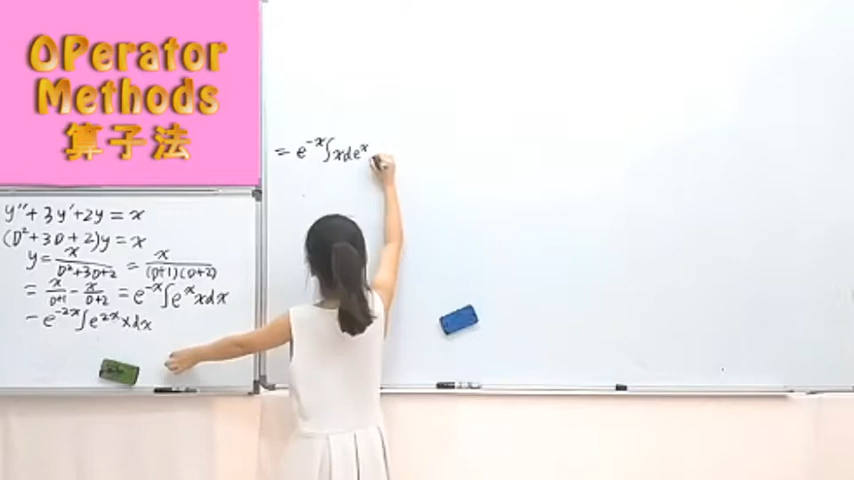 OPerator
Methods
算子法
y''+3y'+2y=x
(D²+3D+2)y=x
y=x/(D²+3D+2)=x/((D+1)(D+2))
=x/(D+1)-x/(D+2)=e^{-x}∫e^x xdx
-e^{-2x}∫e^{2x}xdx
=e^{-x}∫xde^x